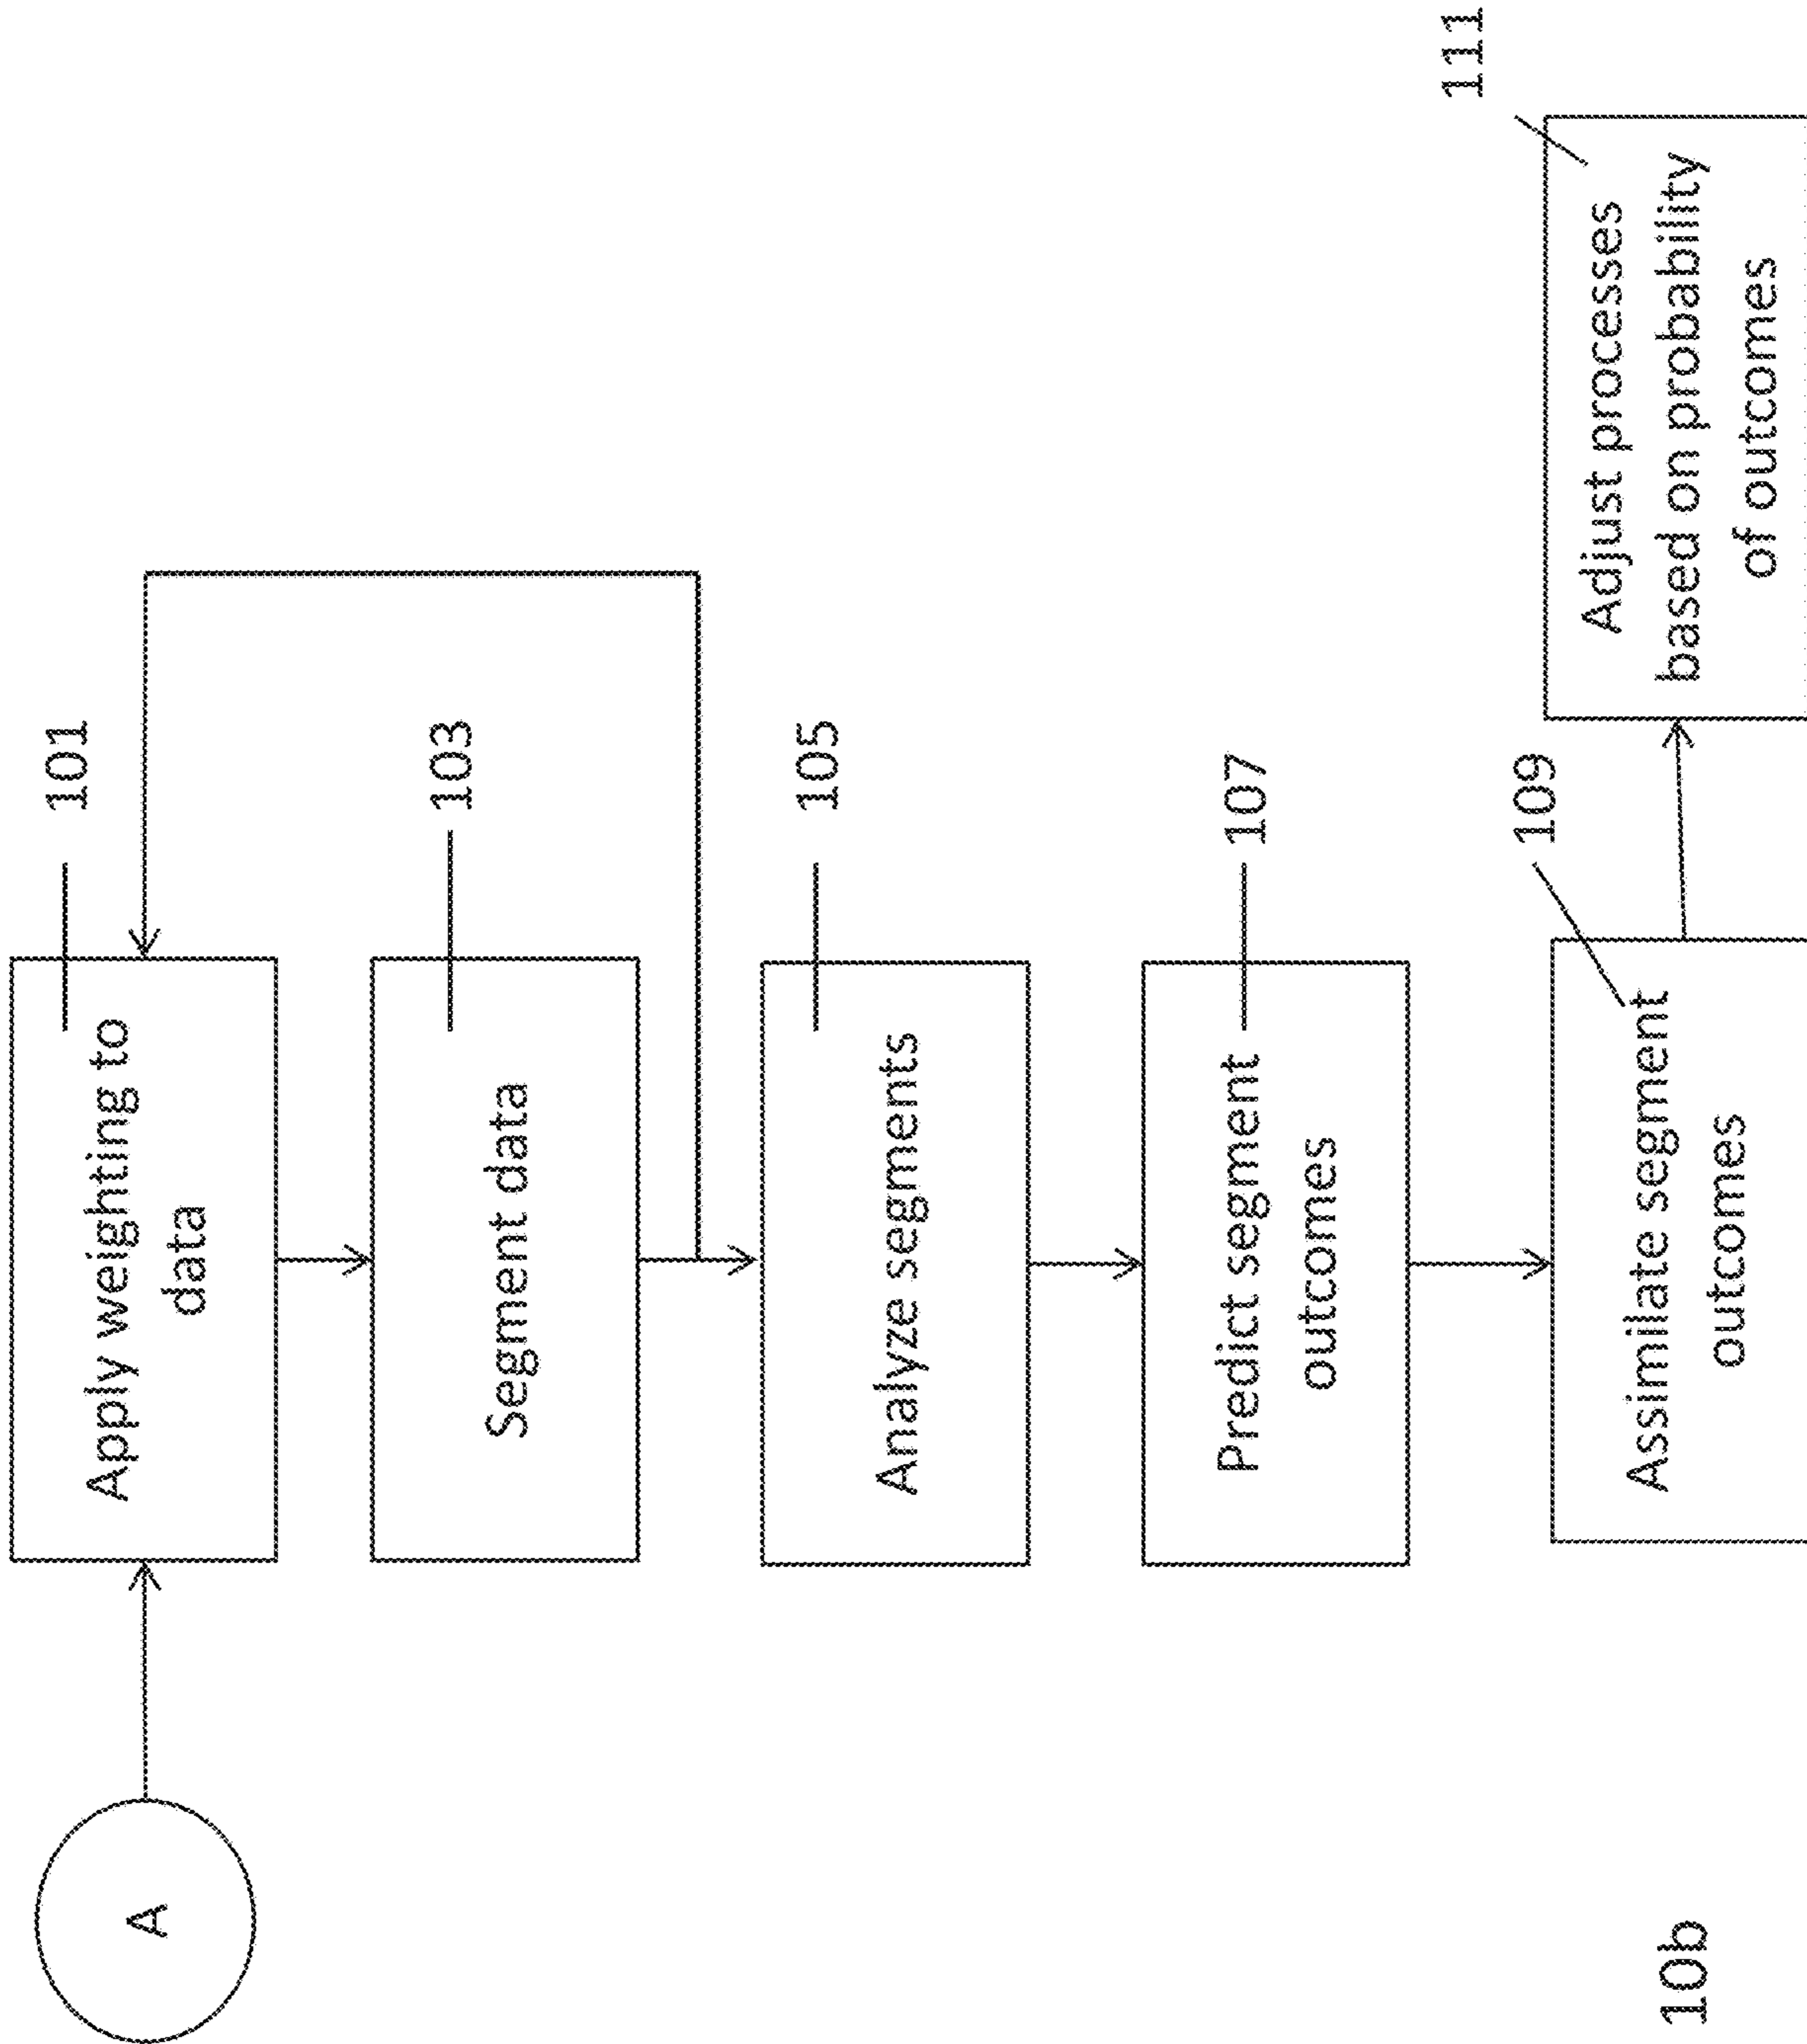 A
Apply weighting to
data
101
Segment data
103
Analyze segments
105
Predict segment
outcomes
107
Assimilate segment
outcomes
109
Adjust processes
based on probability
of outcomes
111
10b